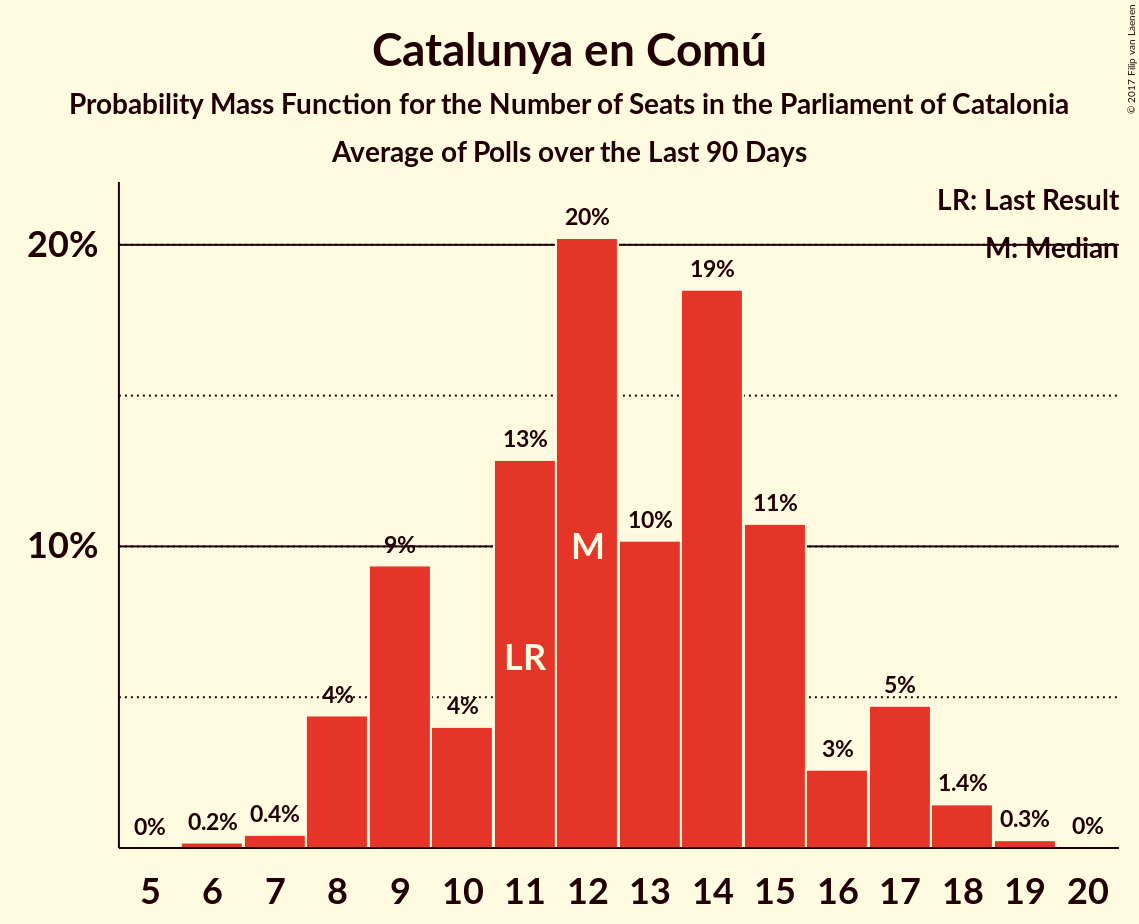 Catalunya en Comú
Probability Mass Function for the Number of Seats in the Parliament of Catalonia
Average of Polls over the Last 90 Days
© 2017 Filip van Laenen
LR: Last Result
M: Median
20%
10%
0%
0.2%
0.4%
4%
9%
4%
13%
20%
10%
19%
11%
3%
5%
1.4%
0.3%
0%
LR
M
5 6 7 8 9 10 11 12 13 14 15 16 17 18 19 20